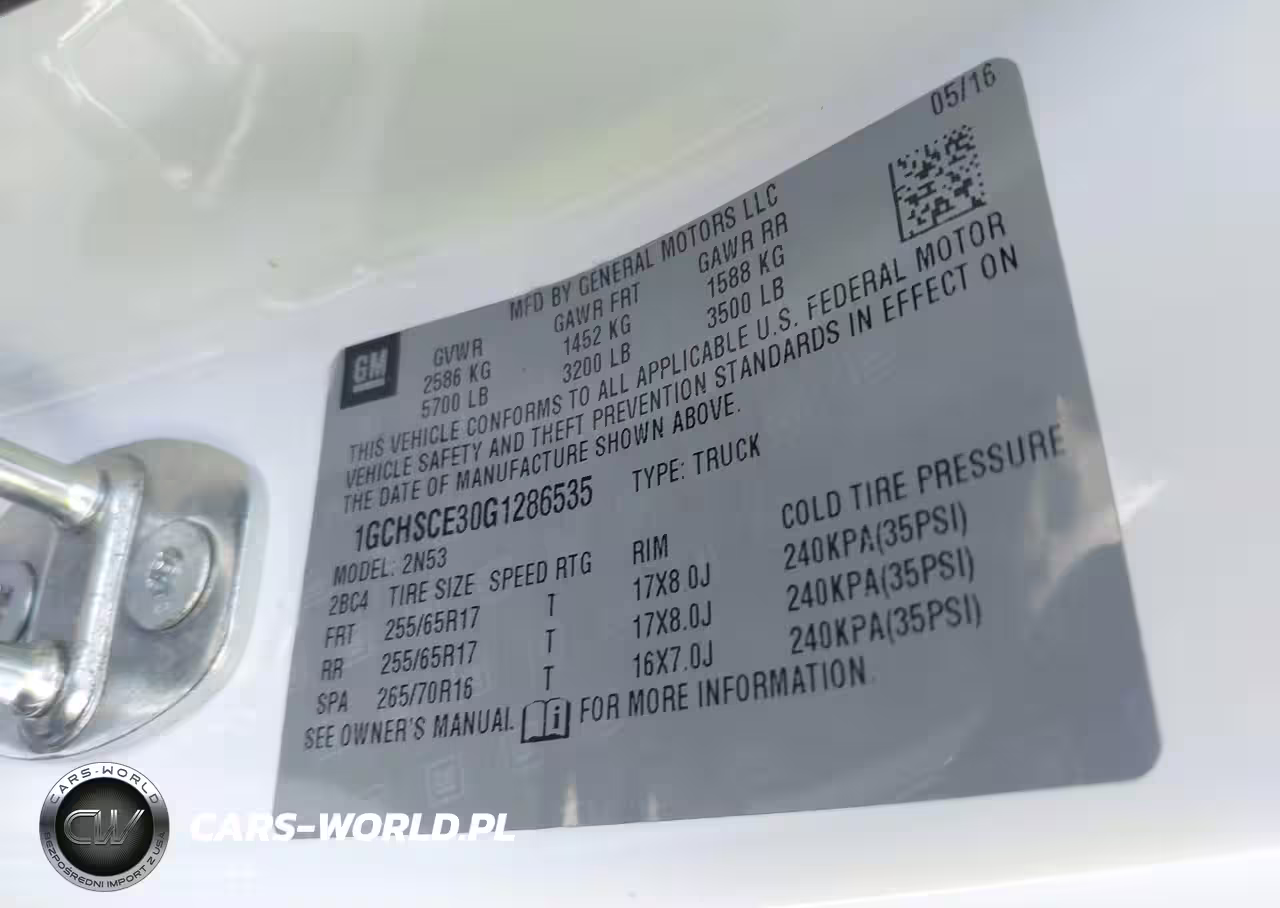 05/16
MFD BY GENERAL MOTORS LLC
GM
GVWR GAWR FRT GAWR RR
2586 KG 1452 KG 1588 KG
5700 LB 3200 LB 3500 LB
THIS VEHICLE CONFORMS TO ALL APPLICABLE U.S. FEDERAL MOTOR
VEHICLE SAFETY AND THEFT PREVENTION STANDARDS IN EFFECT ON
THE DATE OF MANUFACTURE SHOWN ABOVE.
1GCHSCE30G1286535 TYPE: TRUCK
MODEL: 2N53
2BC4 TIRE SIZE SPEED RTG RIM COLD TIRE PRESSURE
FRT 255/65R17 T 17X8.0J 240KPA(35PSI)
RR 255/65R17 T 17X8.0J 240KPA(35PSI)
SPA 265/70R16 T 16X7.0J 240KPA(35PSI)
SEE OWNER'S MANUAL i FOR MORE INFORMATION.
CARS-WORLD
CW
BEZPOŚREDNI IMPORT Z USA
CARS-WORLD.PL